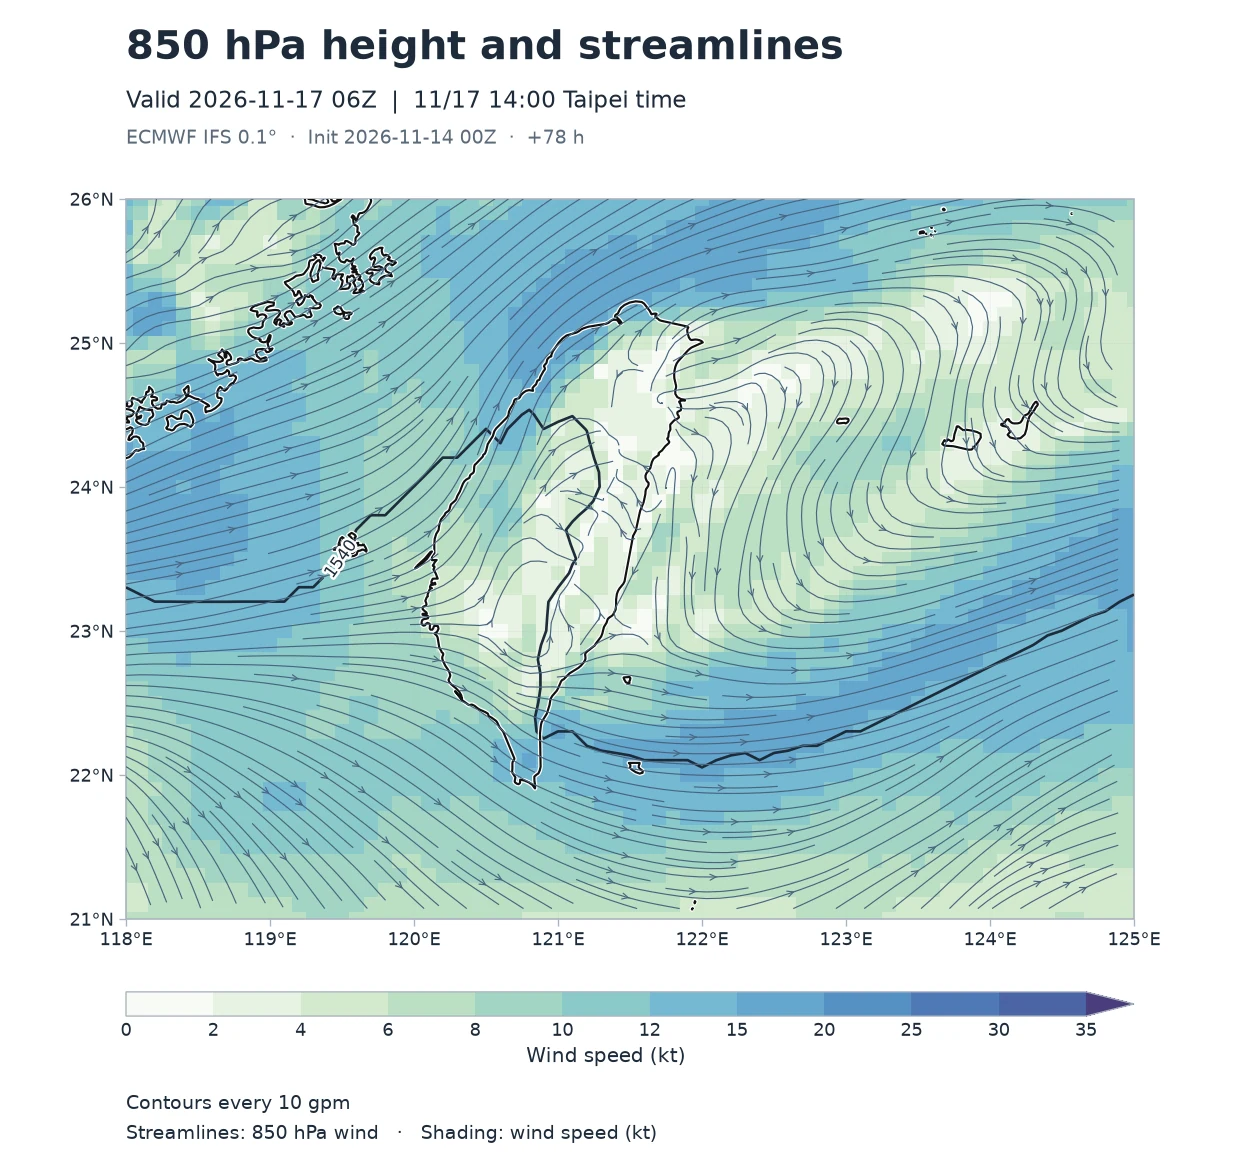 850 hPa height and streamlines
Valid 2026-11-17 06Z | 11/17 14:00 Taipei time
ECMWF IFS 0.1° · Init 2026-11-14 00Z · +78 h
26°N
25°N
24°N
23°N
22°N
21°N
1540
118°E 119°E 120°E 121°E 122°E 123°E 124°E 125°E
0 2 4 6 8 10 12 15 20 25 30 35
Wind speed (kt)
Contours every 10 gpm
Streamlines: 850 hPa wind · Shading: wind speed (kt)